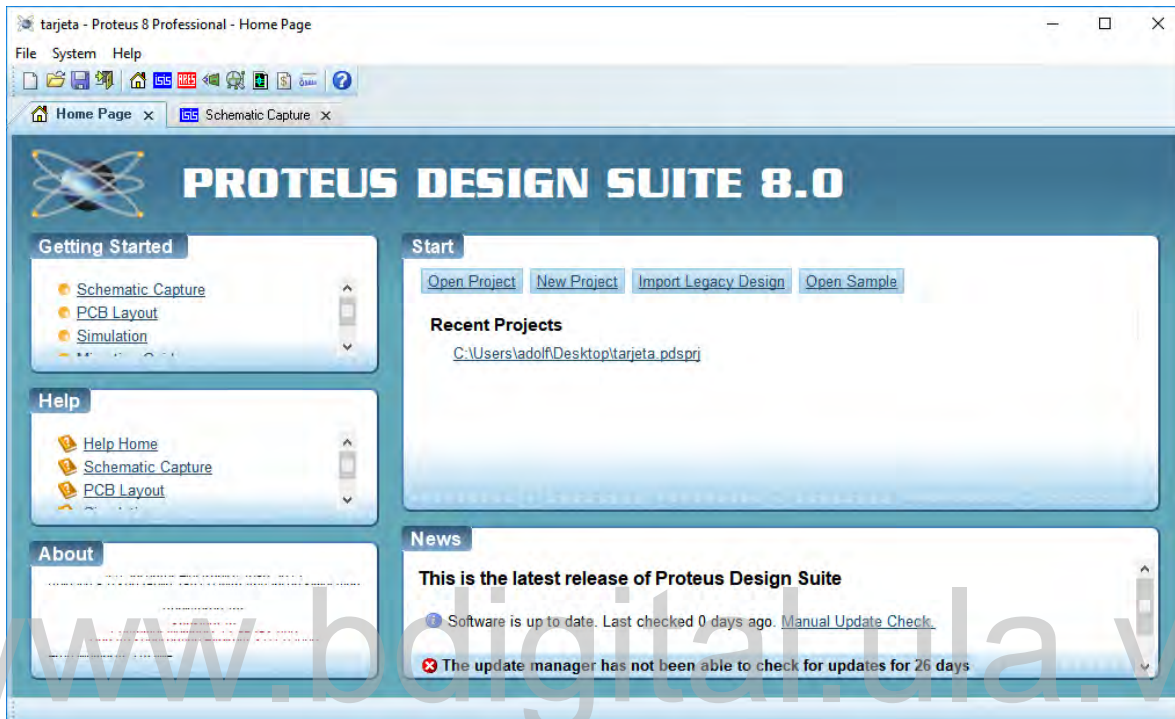 tarjeta - Proteus 8 Professional - Home Page
File System Help
ISIS ARES $
Home Page x ISIS Schematic Capture x
PROTEUS DESIGN SUITE 8.0
Getting Started
Schematic Capture
PCB Layout
Simulation
Start
Open Project New Project Import Legacy Design Open Sample
Recent Projects
C:\Users\adolf\Desktop\tarjeta.pdsprj
Help
Help Home
Schematic Capture
PCB Layout
About
News
This is the latest release of Proteus Design Suite
Software is up to date. Last checked 0 days ago. Manual Update Check.
The update manager has not been able to check for updates for 26 days
www.bdigital.ula.v